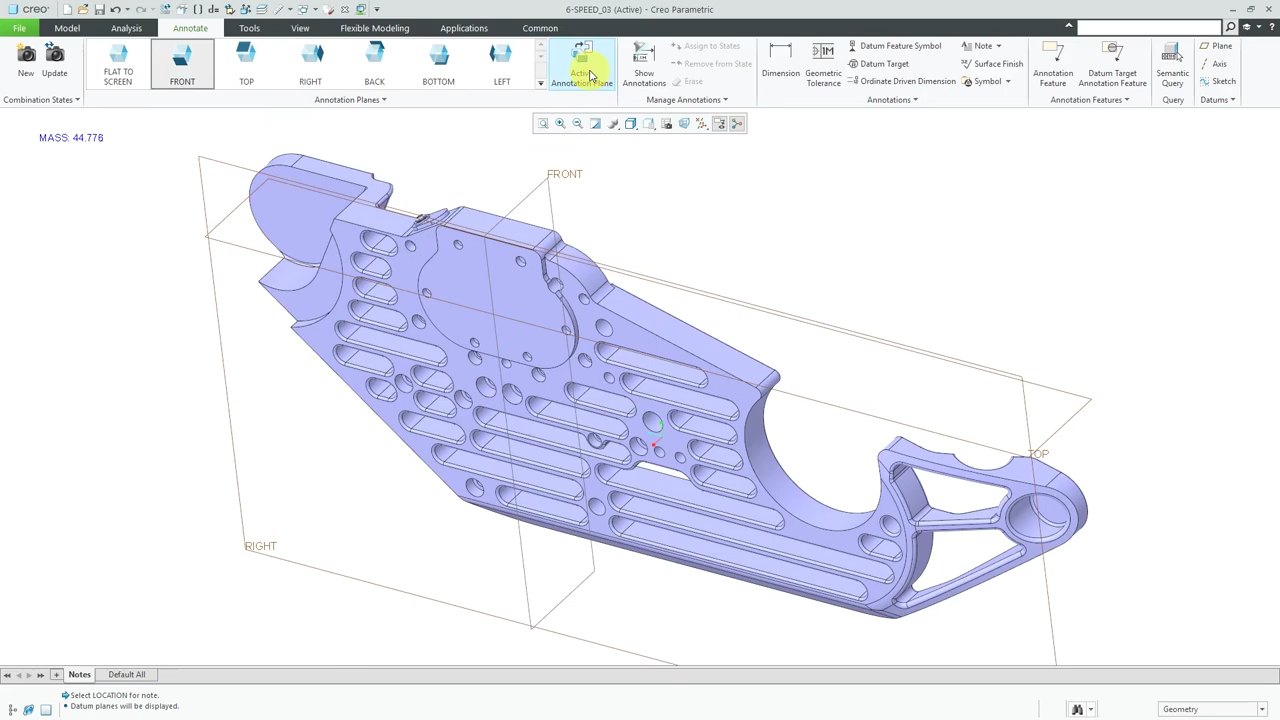 creo
6-SPEED_03 (Active) - Creo Parametric
File
Model
Analysis
Annotate
Tools
View
Flexible Modeling
Applications
Common
New
Update
FLAT TO
SCREEN
FRONT
TOP
RIGHT
BACK
BOTTOM
LEFT
Annotation Plane
Show
Annotations
Assign to States
Remove from State
Erase
Dimension
Geometric
Tolerance
Datum Feature Symbol
Datum Target
Ordinate Driven Dimension
Note
Surface Finish
Symbol
Annotation
Feature
Datum Target
Annotation Feature
Semantic
Query
Plane
Axis
Sketch
Combination States
Annotation Planes
Manage Annotations
Annotations
Annotation Features
Query
Datums
MASS: 44.776
FRONT
TOP
RIGHT
Notes
Default All
Select LOCATION for note.
Datum planes will be displayed.
Geometry